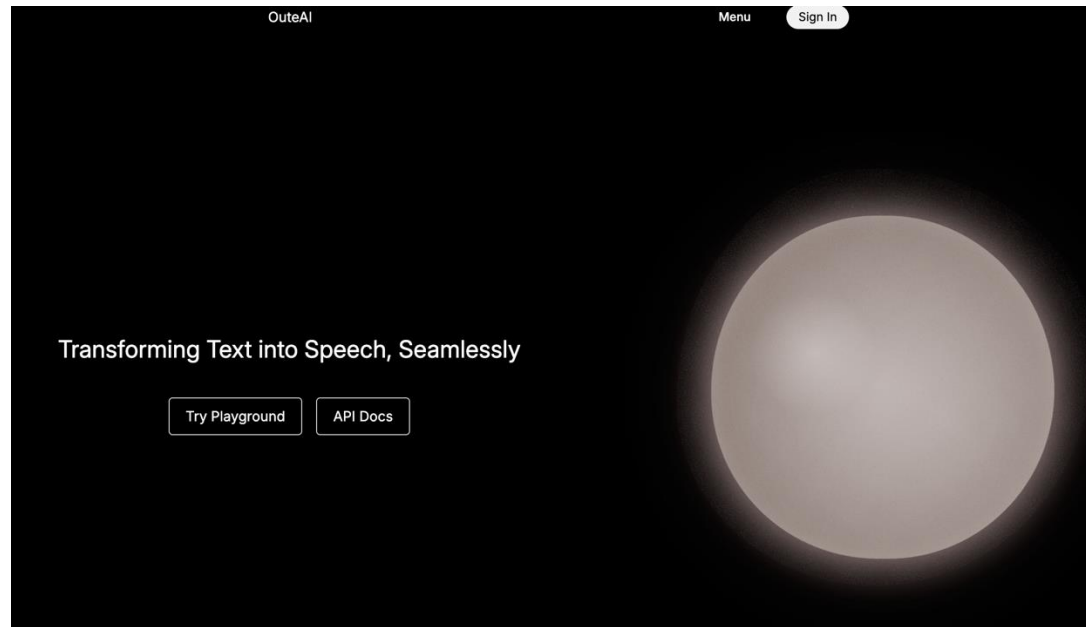 OuteAI
Menu
Sign In
Transforming Text into Speech, Seamlessly
Try Playground
API Docs